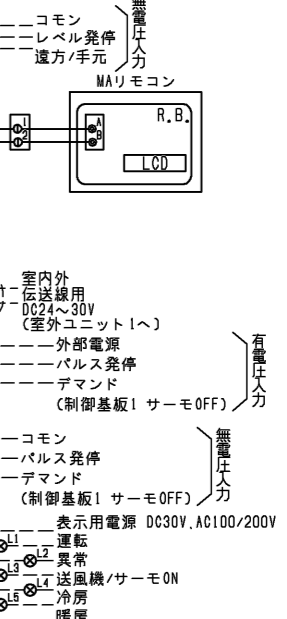 コモン
レベル発停
遠方/手元
無電圧入力
MAリモコン
R.B.
1
2
A
B
LCD
室内外
伝送線用
DC24～30V
(室外ユニット1へ)
外部電源
パルス発停
デマンド
(制御基板1 サーモOFF)
有電圧入力
コモン
パルス発停
デマンド
(制御基板1 サーモOFF)
無電圧入力
表示用電源 DC30V,AC100/200V
L1 運転
L2 異常
L3 送風機/サーモON
L4 冷房
L5 暖房